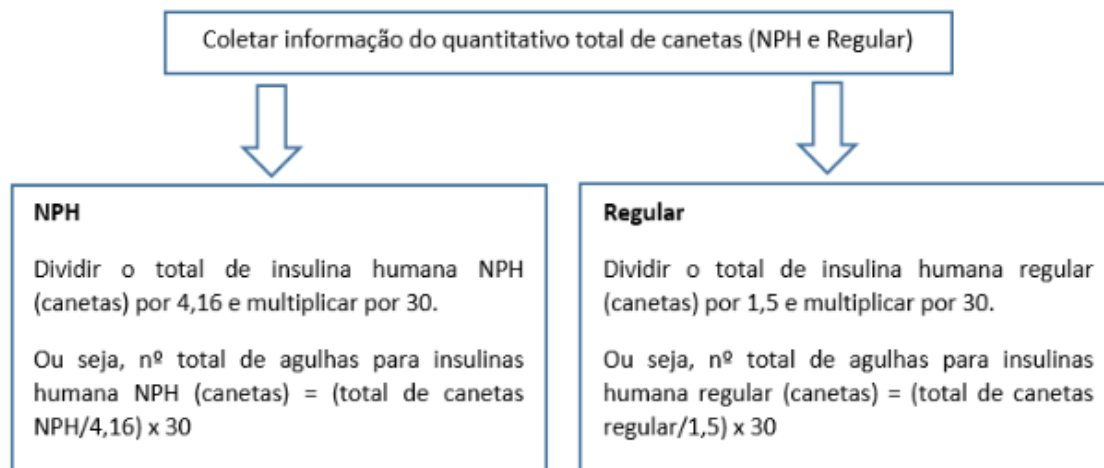 Coletar informação do quantitativo total de canetas (NPH e Regular)
NPH
Dividir o total de insulina humana NPH
(canetas) por 4,16 e multiplicar por 30.
Ou seja, nº total de agulhas para insulinas
humana NPH (canetas) = (total de canetas
NPH/4,16) x 30
Regular
Dividir o total de insulina humana regular
(canetas) por 1,5 e multiplicar por 30.
Ou seja, nº total de agulhas para insulinas
humana regular (canetas) = (total de canetas
regular/1,5) x 30